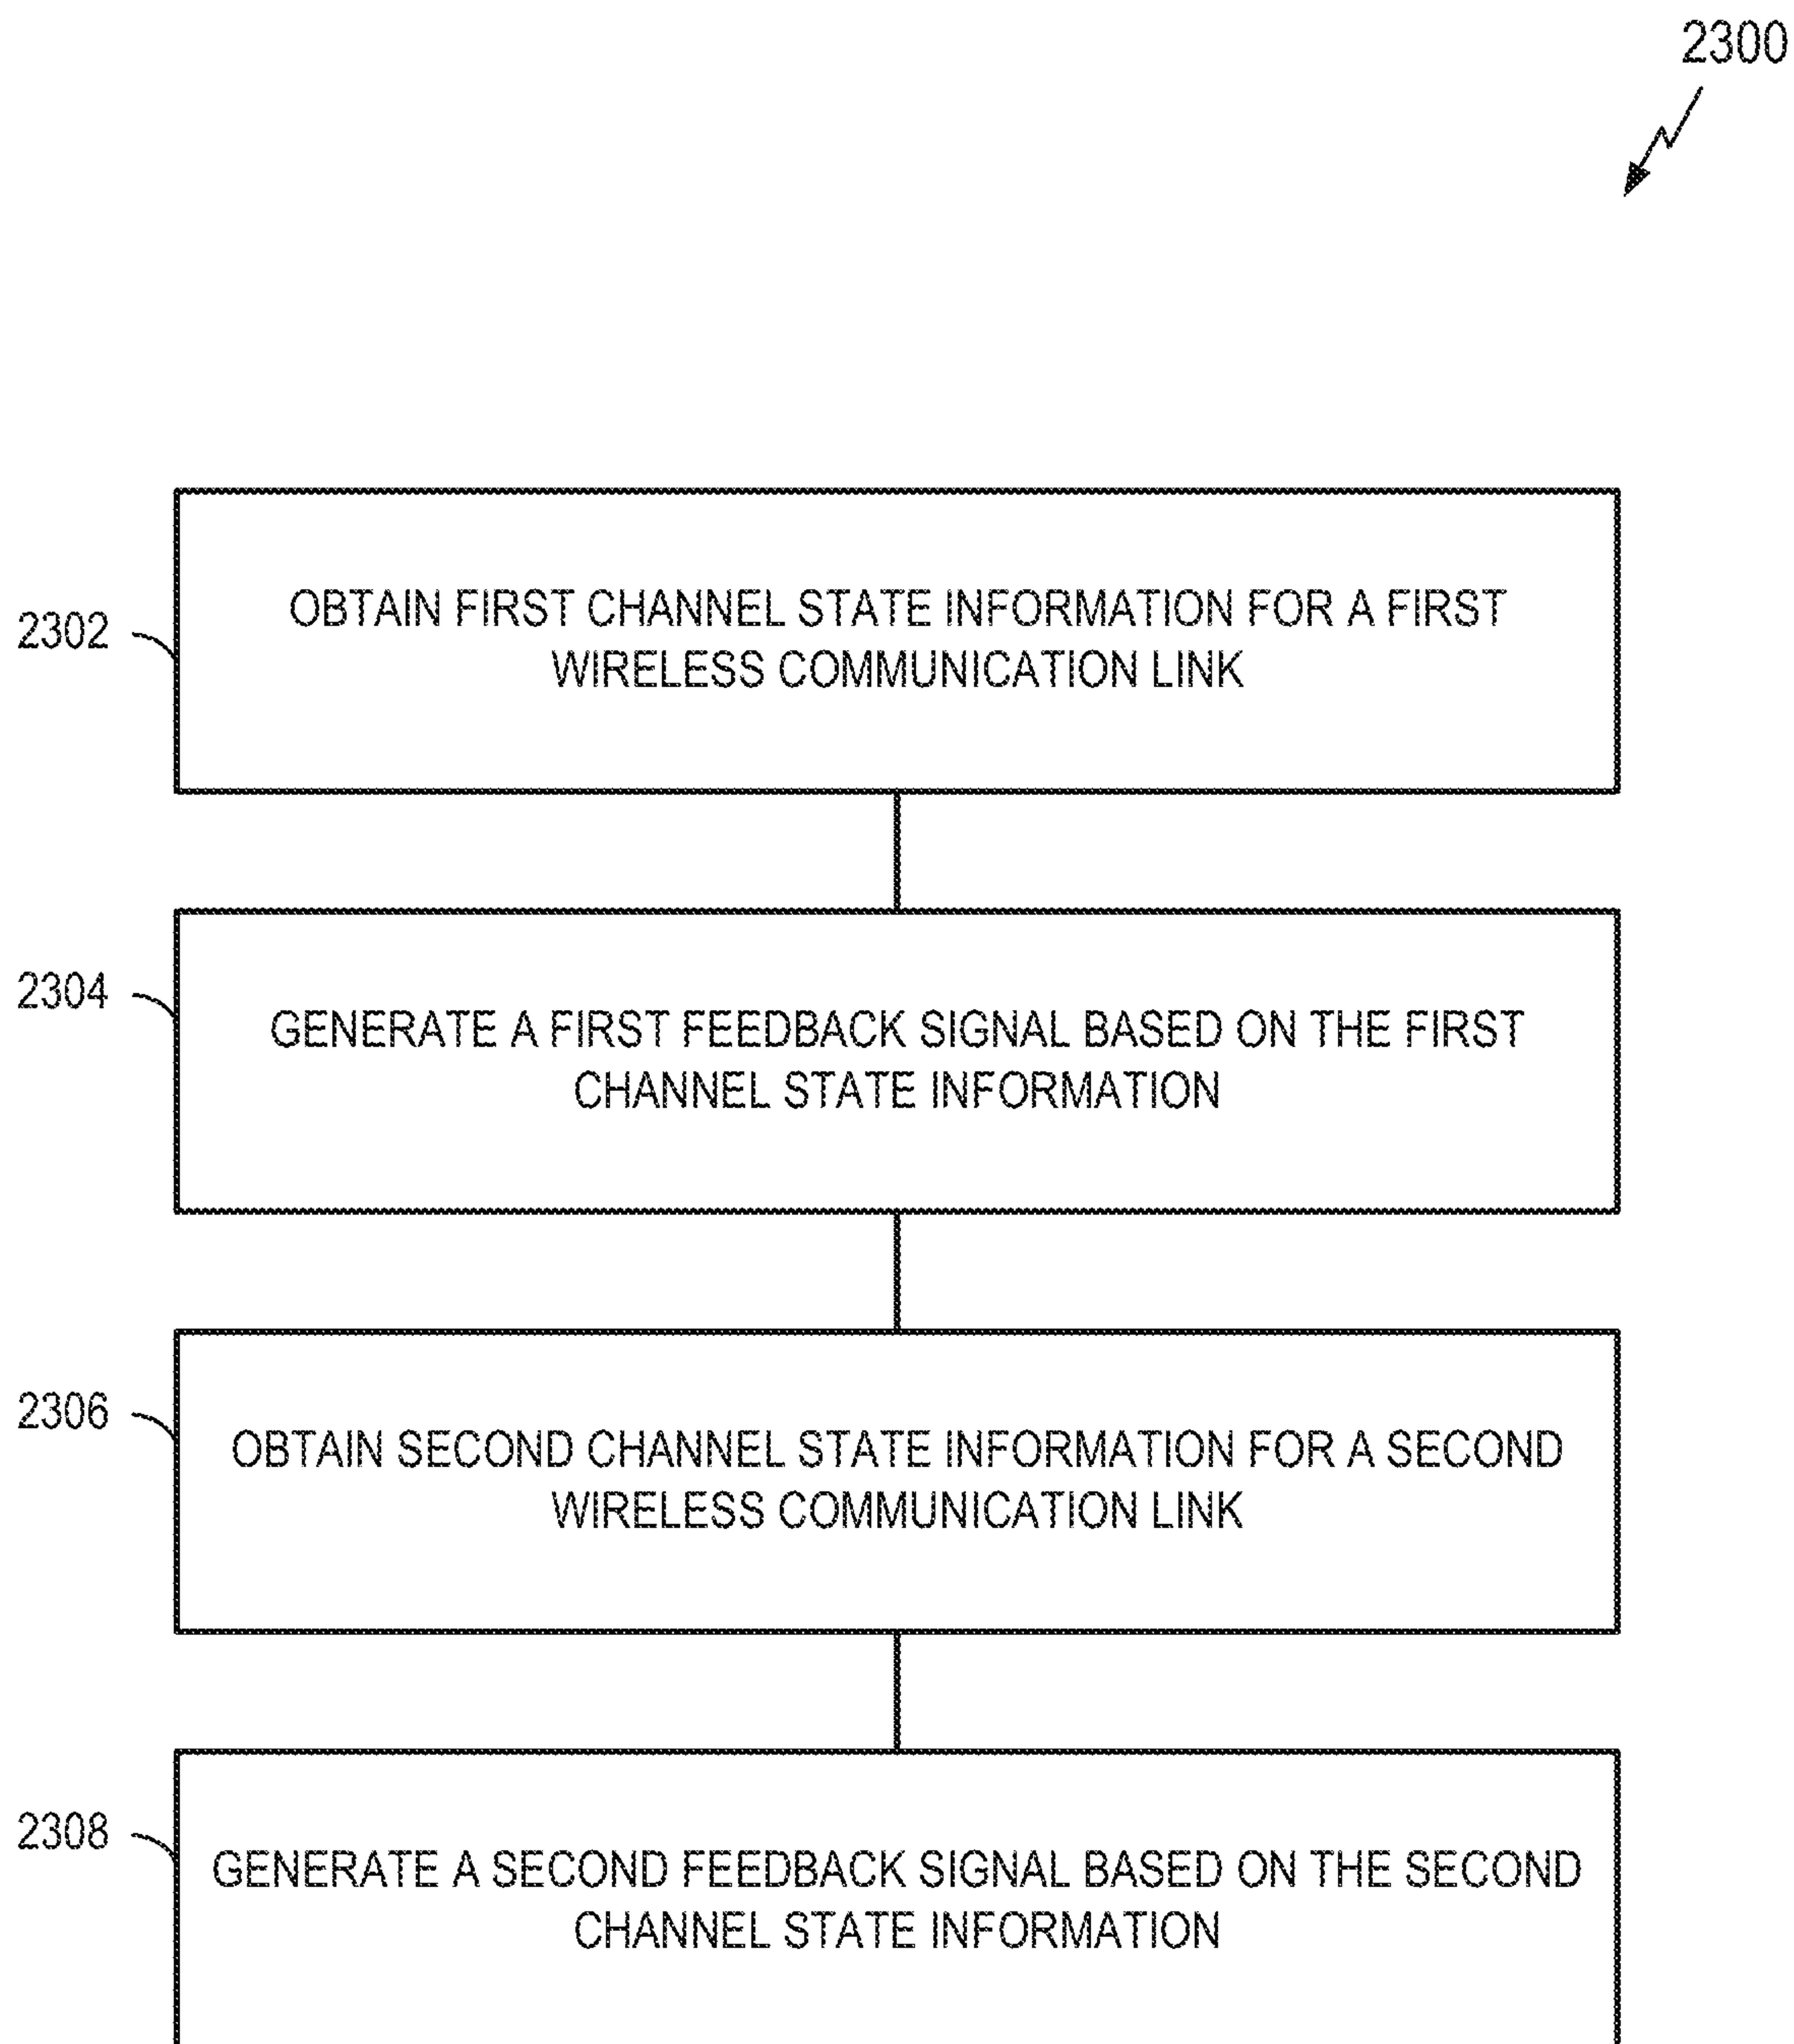 2300
2302
OBTAIN FIRST CHANNEL STATE INFORMATION FOR A FIRST
WIRELESS COMMUNICATION LINK
2304
GENERATE A FIRST FEEDBACK SIGNAL BASED ON THE FIRST
CHANNEL STATE INFORMATION
2306
OBTAIN SECOND CHANNEL STATE INFORMATION FOR A SECOND
WIRELESS COMMUNICATION LINK
2308
GENERATE A SECOND FEEDBACK SIGNAL BASED ON THE SECOND
CHANNEL STATE INFORMATION